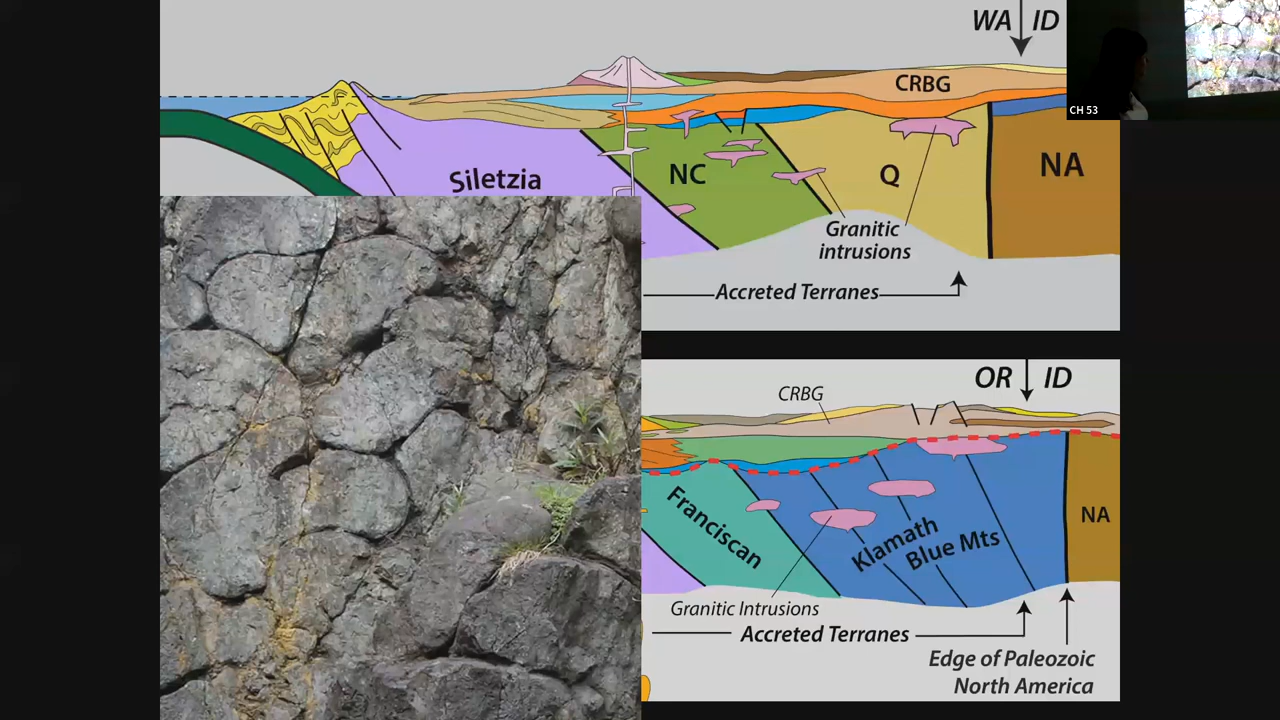 WA ID
CRBG
CH 53
Siletzia
NC
Q
NA
Granitic
intrusions
Accreted Terranes
OR ID
CRBG
Franciscan
Klamath
Blue Mts
NA
Granitic Intrusions
Accreted Terranes
Edge of Paleozoic
North America